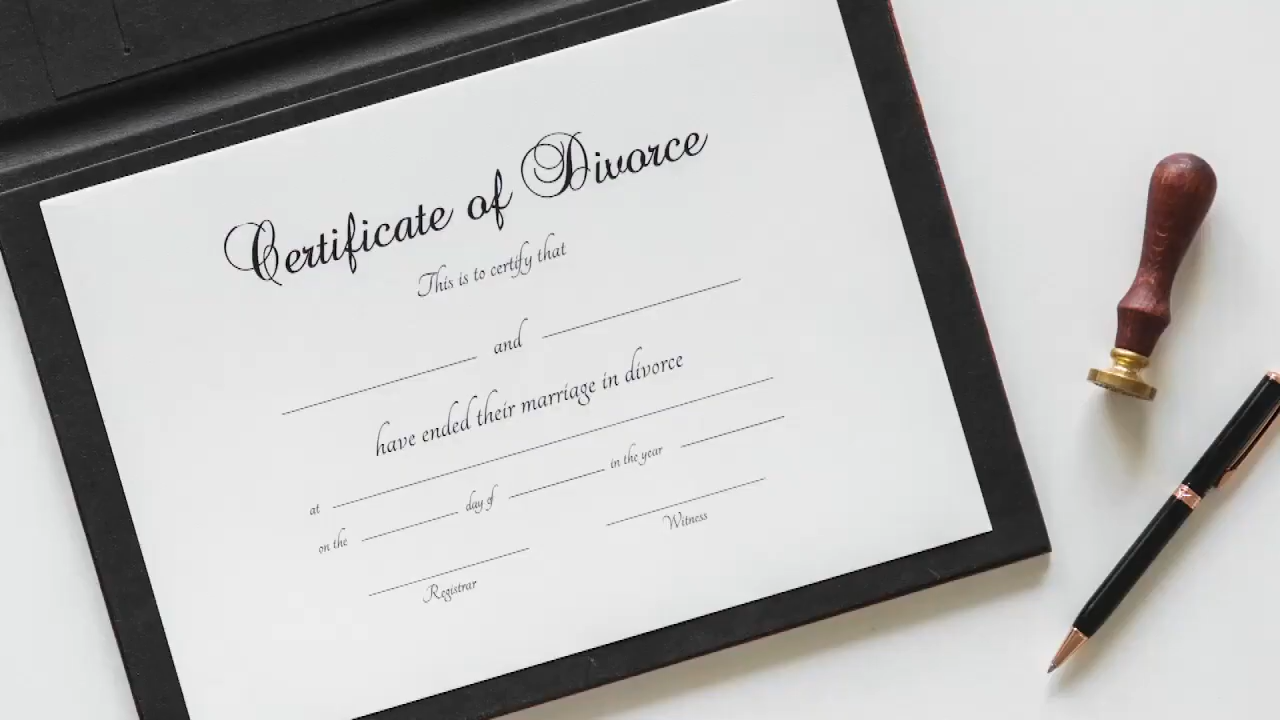 Certificate of Divorce
This is to certify that
and
have ended their marriage in divorce
at
on the day of in the year
Registrar Witness